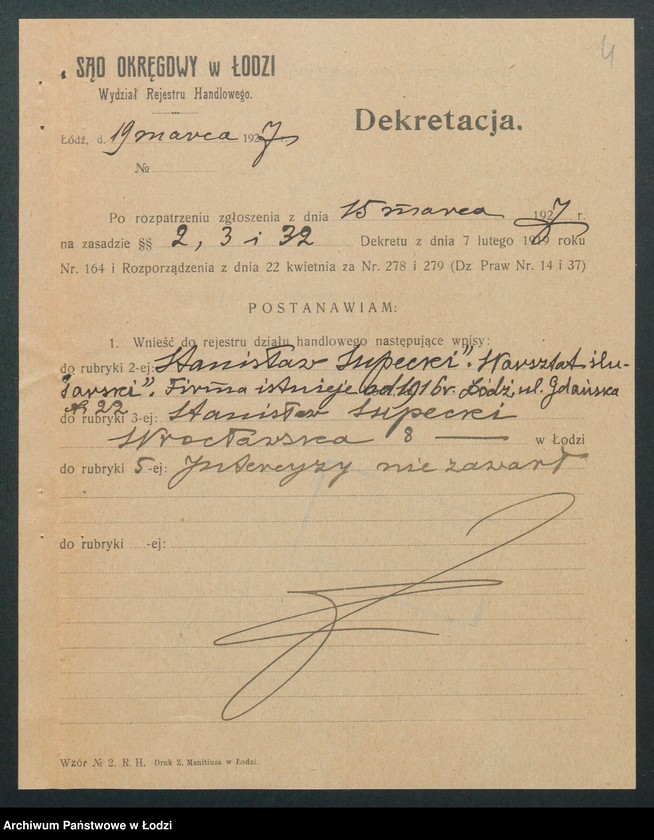 4
SĄD OKRĘGOWY w ŁODZI
Wydział Rejestru Handlowego.
Dekretacja.
Łódź, d. 19 marca 1927
№
Po rozpatrzeniu zgłoszenia z dnia 15 marca 1927 r.
na zasadzie §§ 2, 3 i 32 Dekretu z dnia 7 lutego 1919 roku
Nr. 164 i Rozporządzenia z dnia 22 kwietnia za Nr. 278 i 279 (Dz Praw Nr. 14 i 37)
POSTANAWIAM:
1. Wnieść do rejestru działu handlowego następujące wpisy:
do rubryki 2-ej: Stanisław Supecki". Warsztat ślu-
sarski". Firma istnieje od 1916 r. Łódź, ul. Gdańska
№ 22
do rubryki 3-ej: Stanisław Supecki
Wrocławska 8 — w Łodzi
do rubryki 5-ej: Intercyzy nie zawarł
do rubryki -ej:
Wzór № 2. R. H. Druk Z. Manitiusa w Łodzi.
Archiwum Państwowe w Łodzi